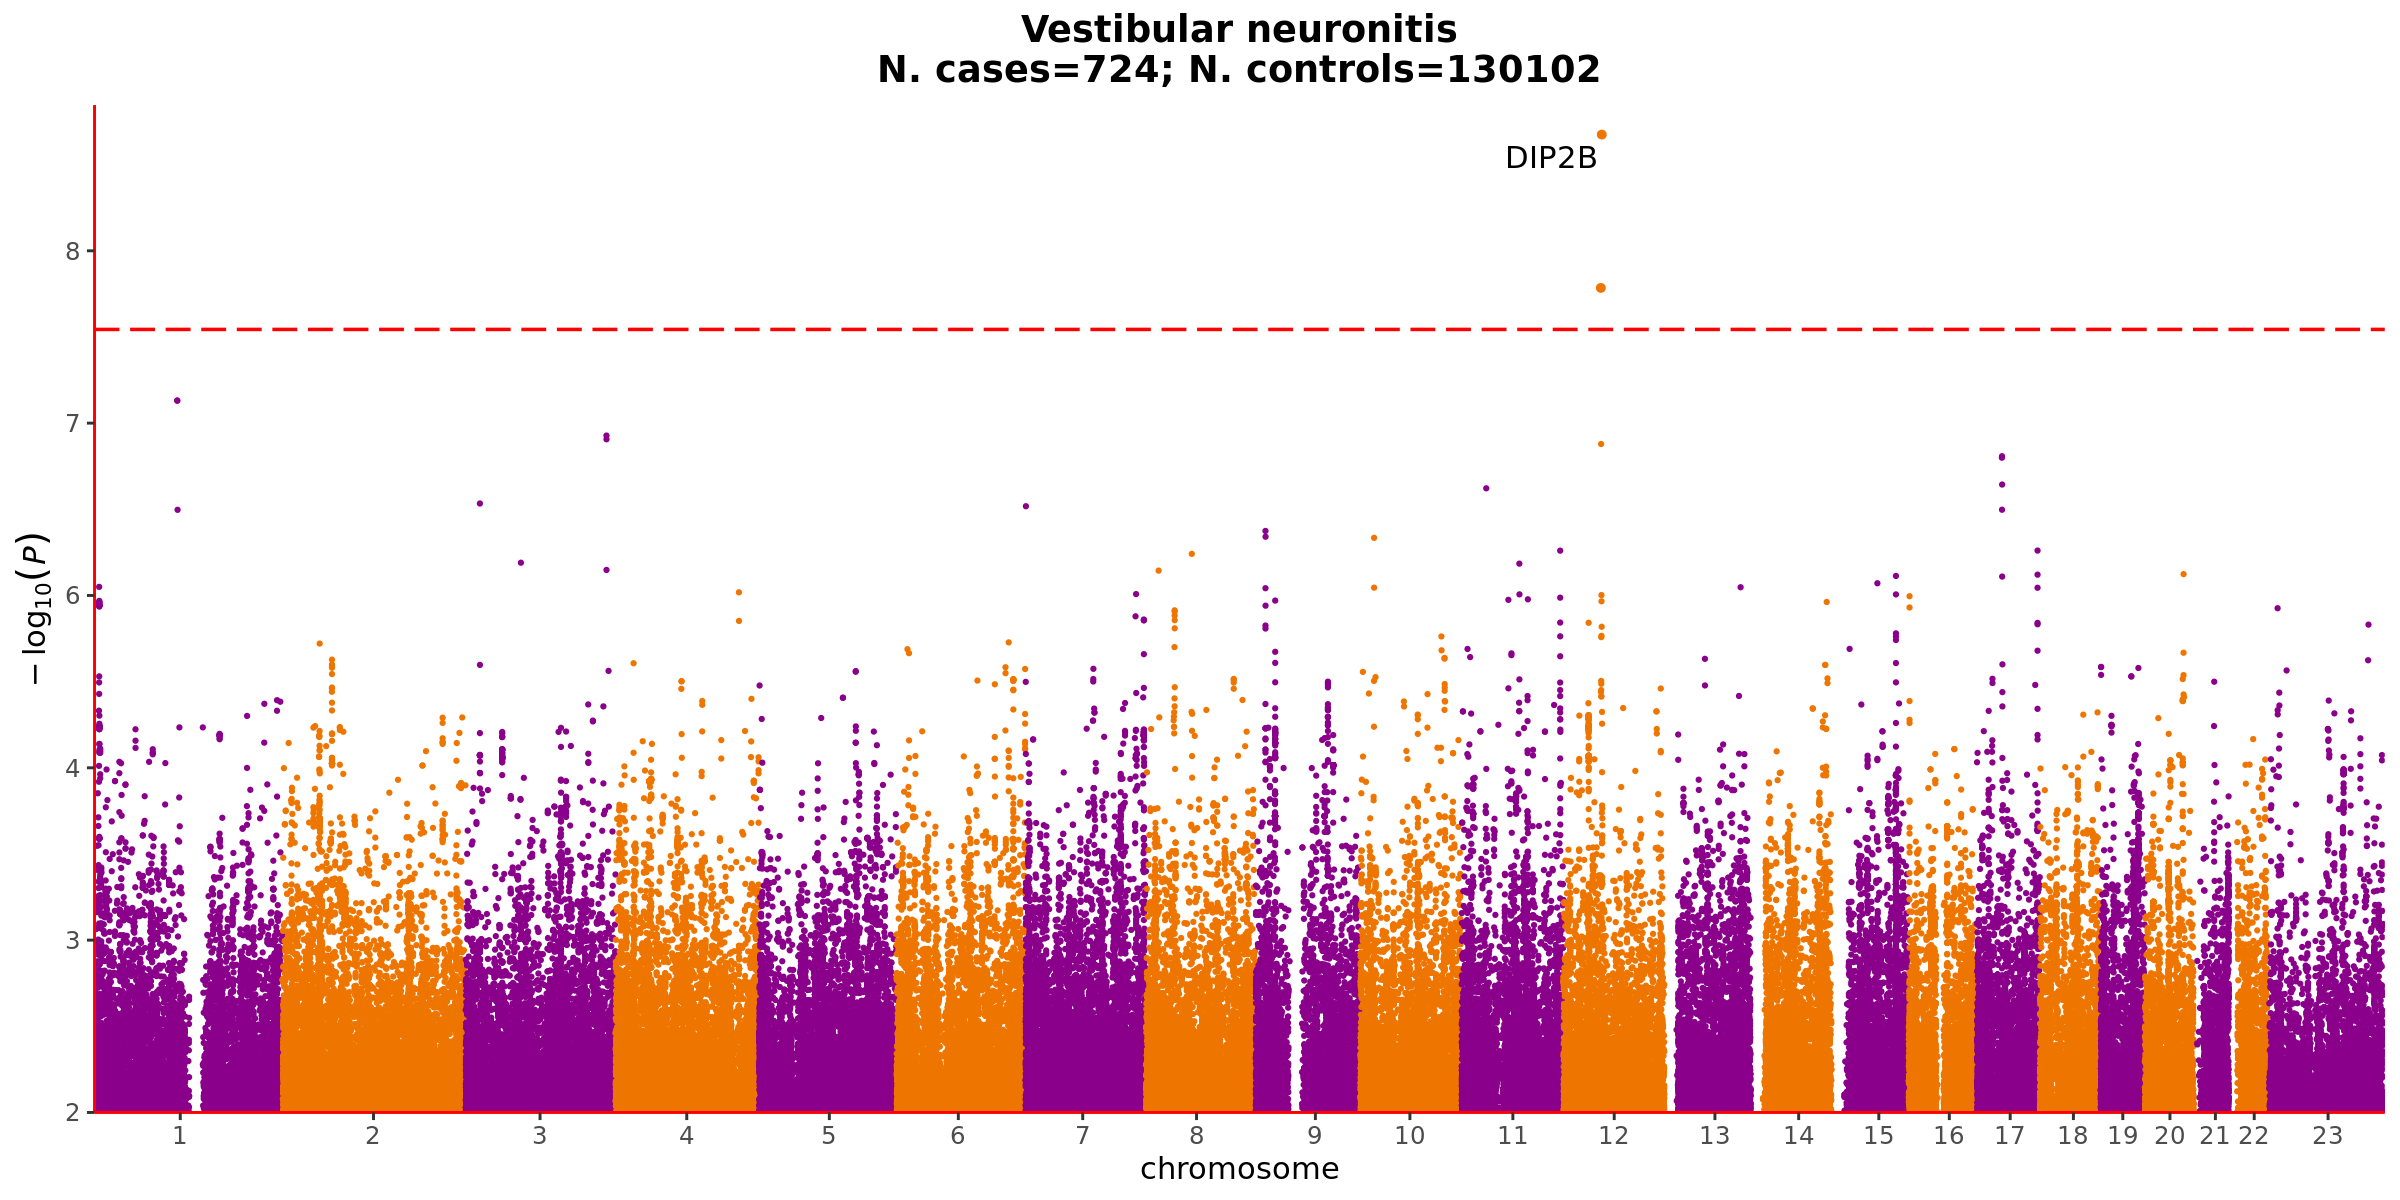 Vestibular neuronitis
N. cases=724; N. controls=130102
DIP2B
8
7
6
4
3
2
− log10(P)
1 2 3 4 5 6 7 8 9 10 11 12 13 14 15 16 17 18 19 20 21 22 23
chromosome